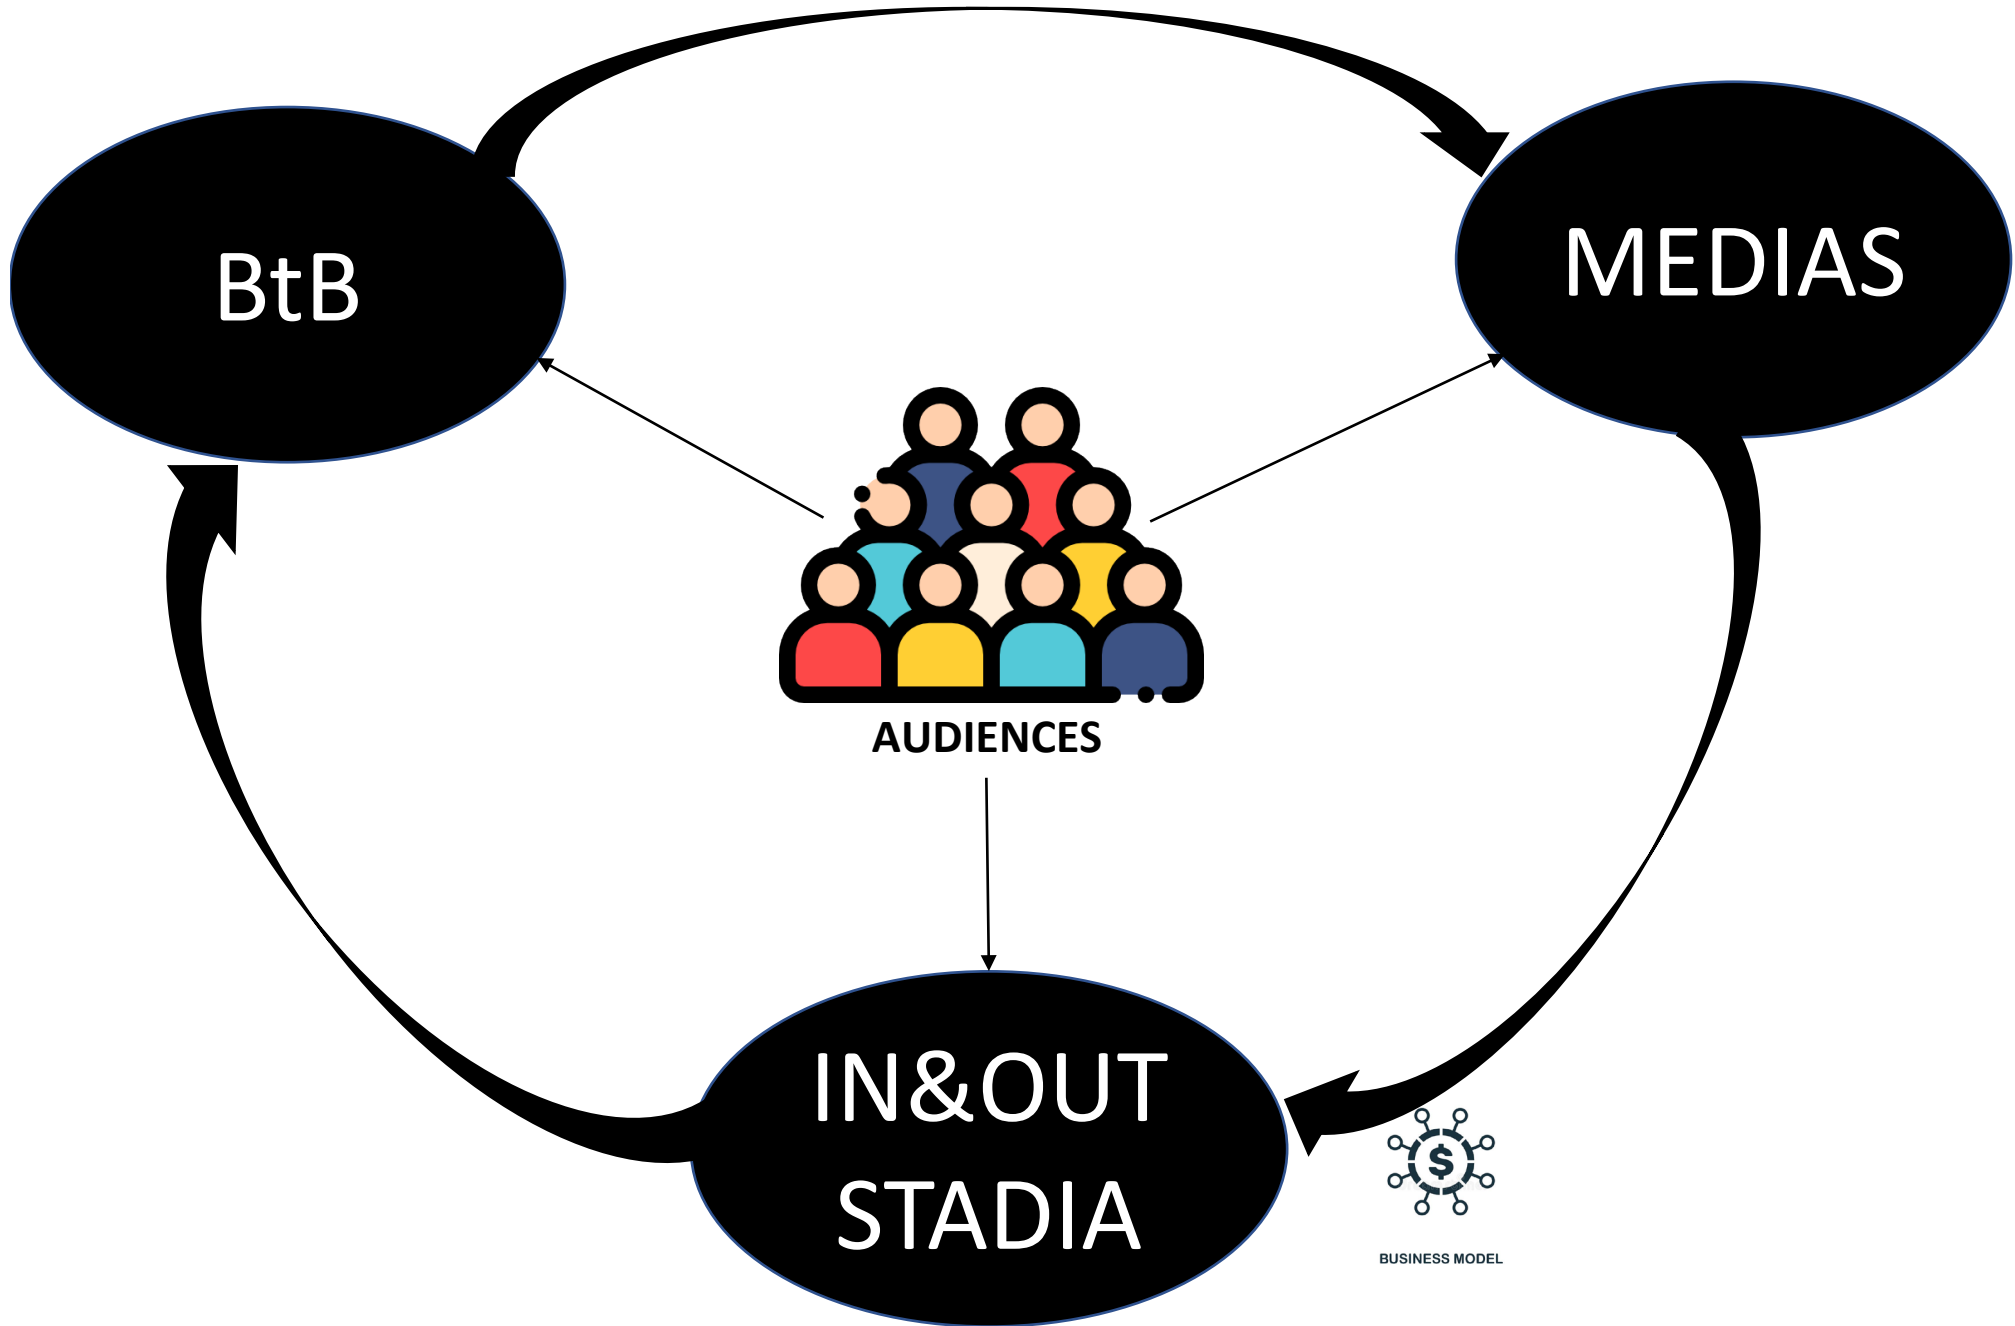 BtB
MEDIAS
AUDIENCES
IN&OUT
STADIA
$
BUSINESS MODEL